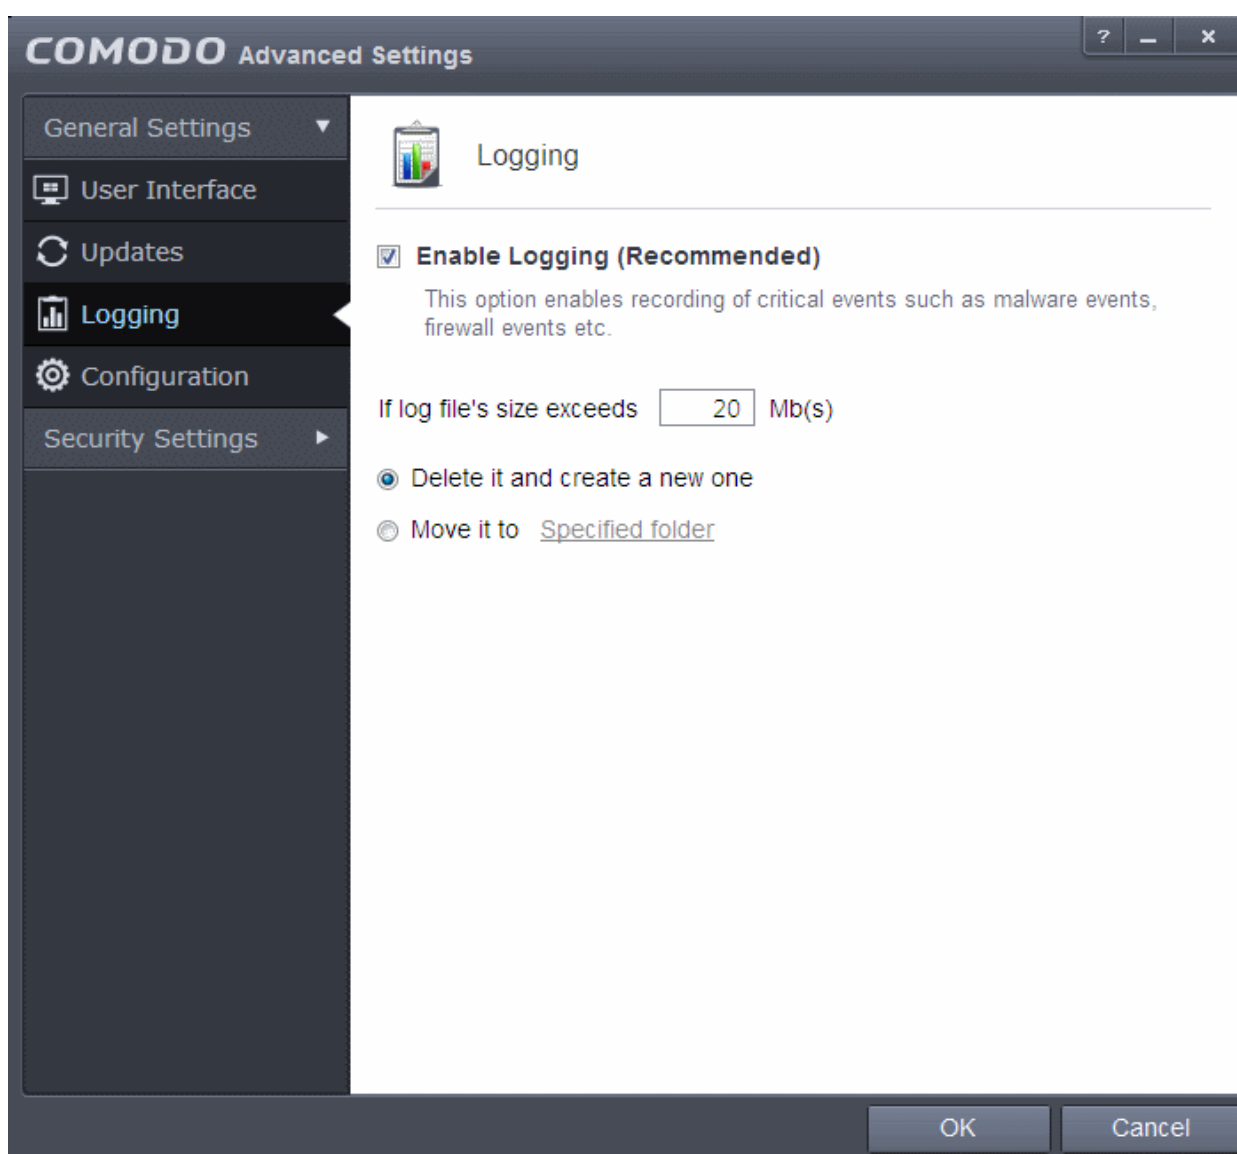 COMODO Advanced Settings
?
General Settings
User Interface
Updates
Logging
Configuration
Security Settings
Logging
Enable Logging (Recommended)
This option enables recording of critical events such as malware events,
firewall events etc.
If log file's size exceeds 20 Mb(s)
Delete it and create a new one
Move it to Specified folder
OK Cancel